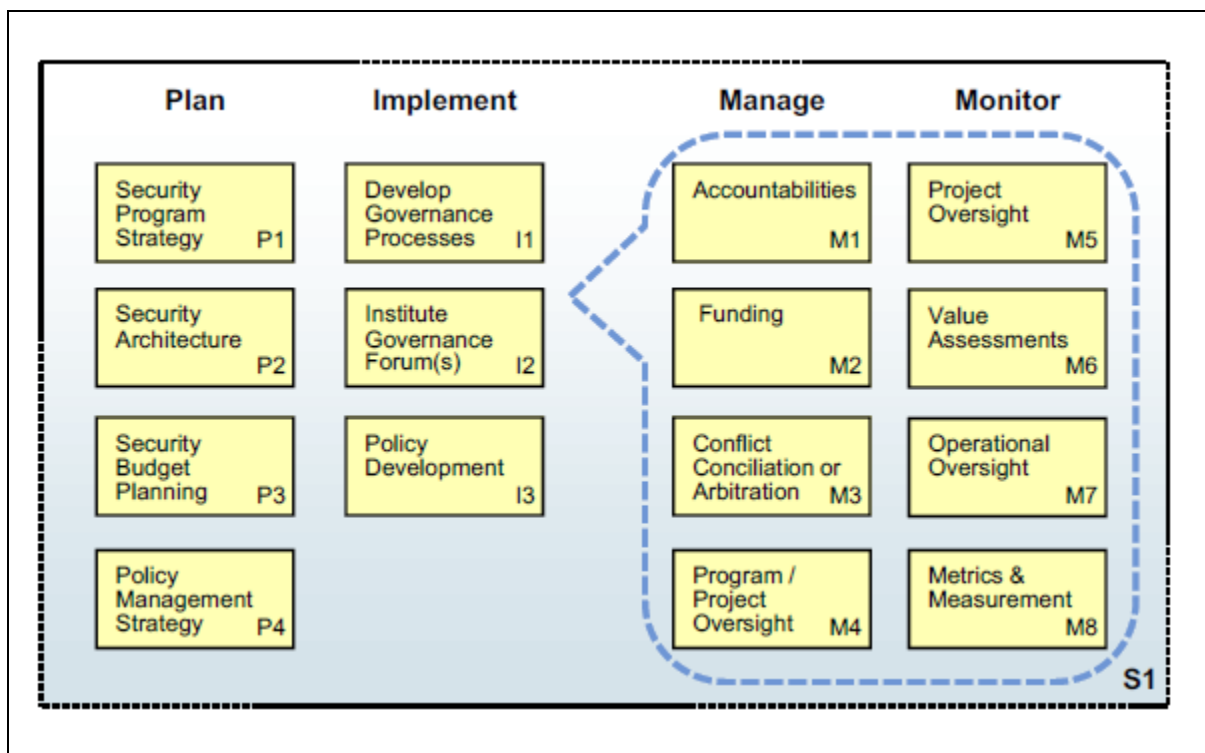 Plan
Implement
Manage
Monitor
Security
Program
Strategy P1
Develop
Governance
Processes I1
Accountabilities
M1
Project
Oversight
M5
Security
Architecture
P2
Institute
Governance
Forum(s) I2
Funding
M2
Value
Assessments
M6
Security
Budget
Planning P3
Policy
Development
I3
Conflict
Conciliation or
Arbitration M3
Operational
Oversight
M7
Policy
Management
Strategy P4
Program /
Project
Oversight M4
Metrics &
Measurement
M8
S1